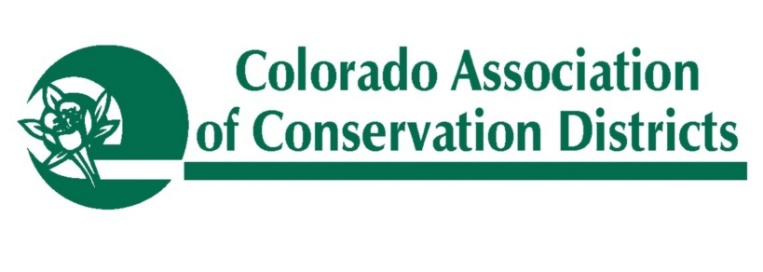 Colorado Association
of Conservation Districts